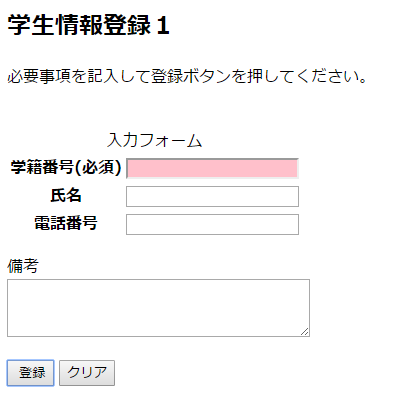 学生情報登録１
必要事項を記入して登録ボタンを押してください。
入力フォーム
学籍番号(必須)
氏名
電話番号
備考
登録 クリア